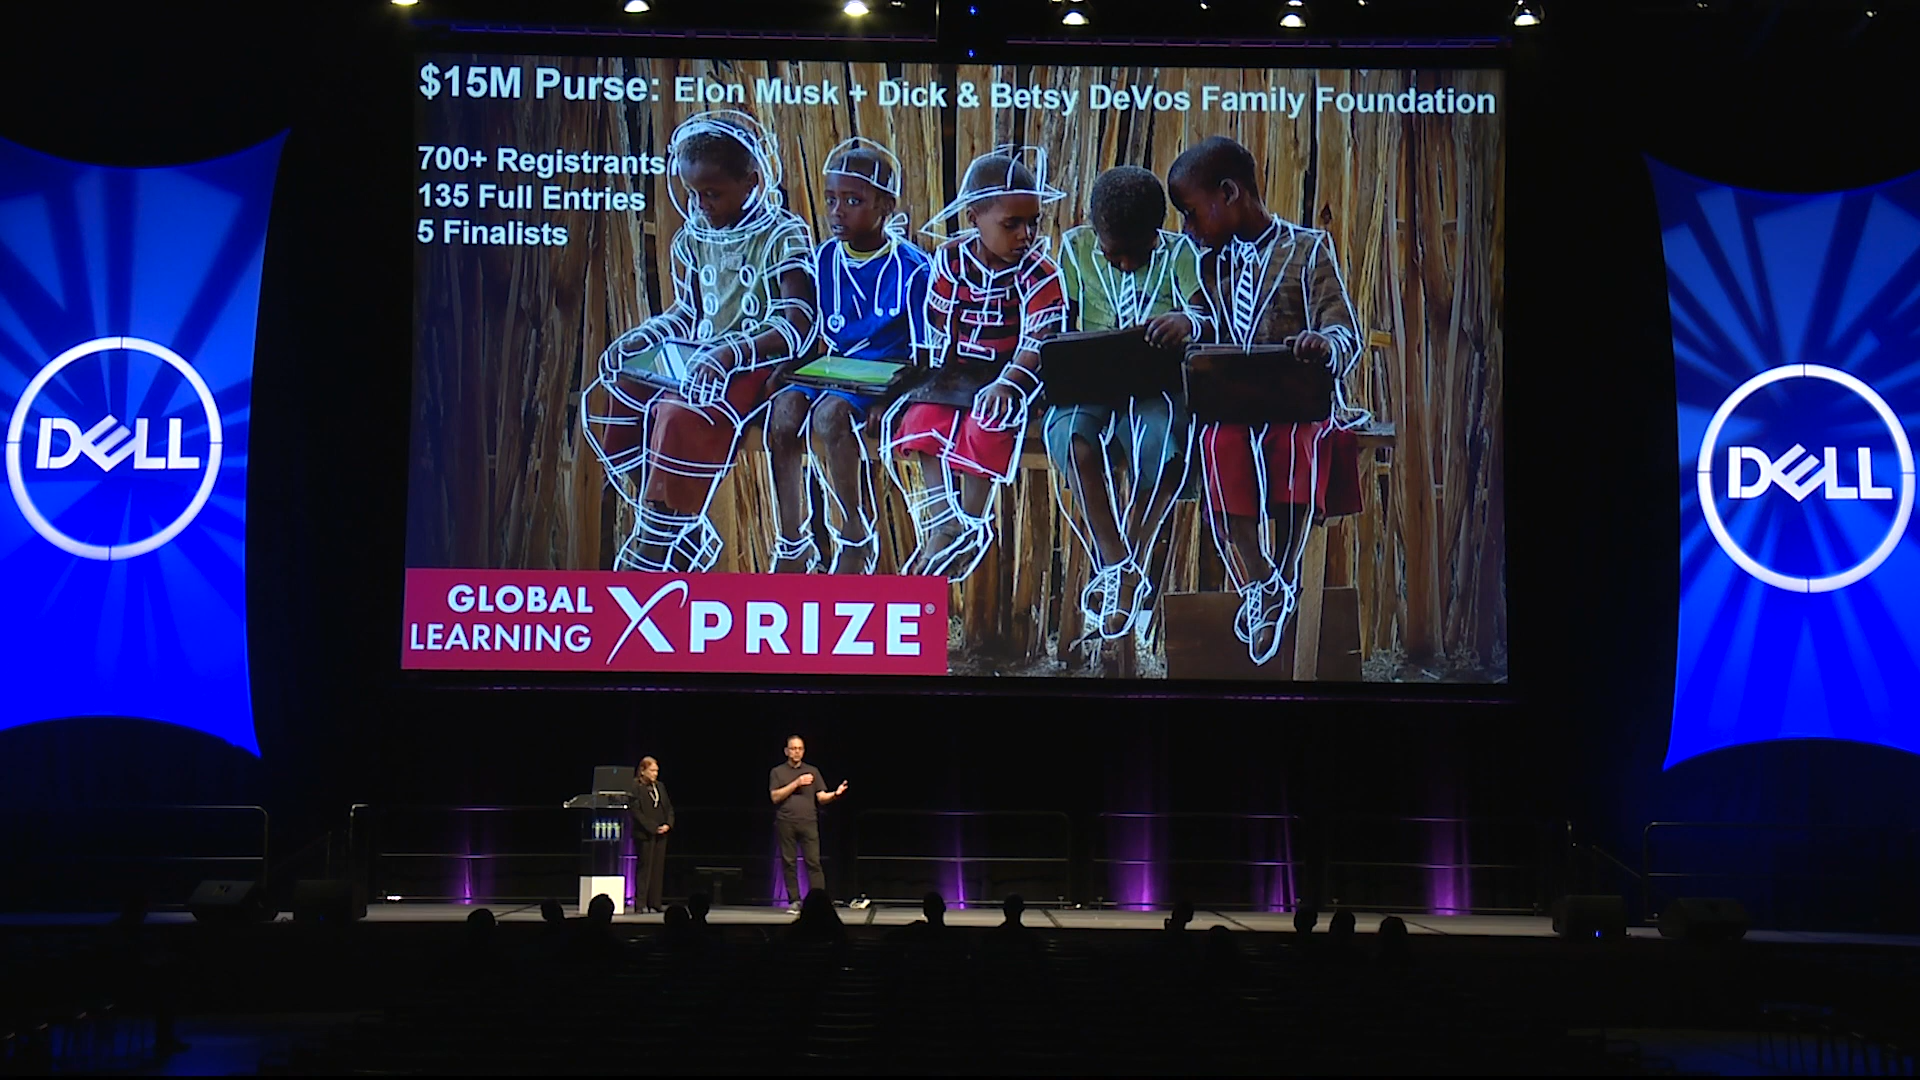 $15M Purse: Elon Musk + Dick & Betsy DeVos Family Foundation
700+ Registrants
135 Full Entries
5 Finalists
GLOBAL
LEARNING
XPRIZE®
DELL
DELL